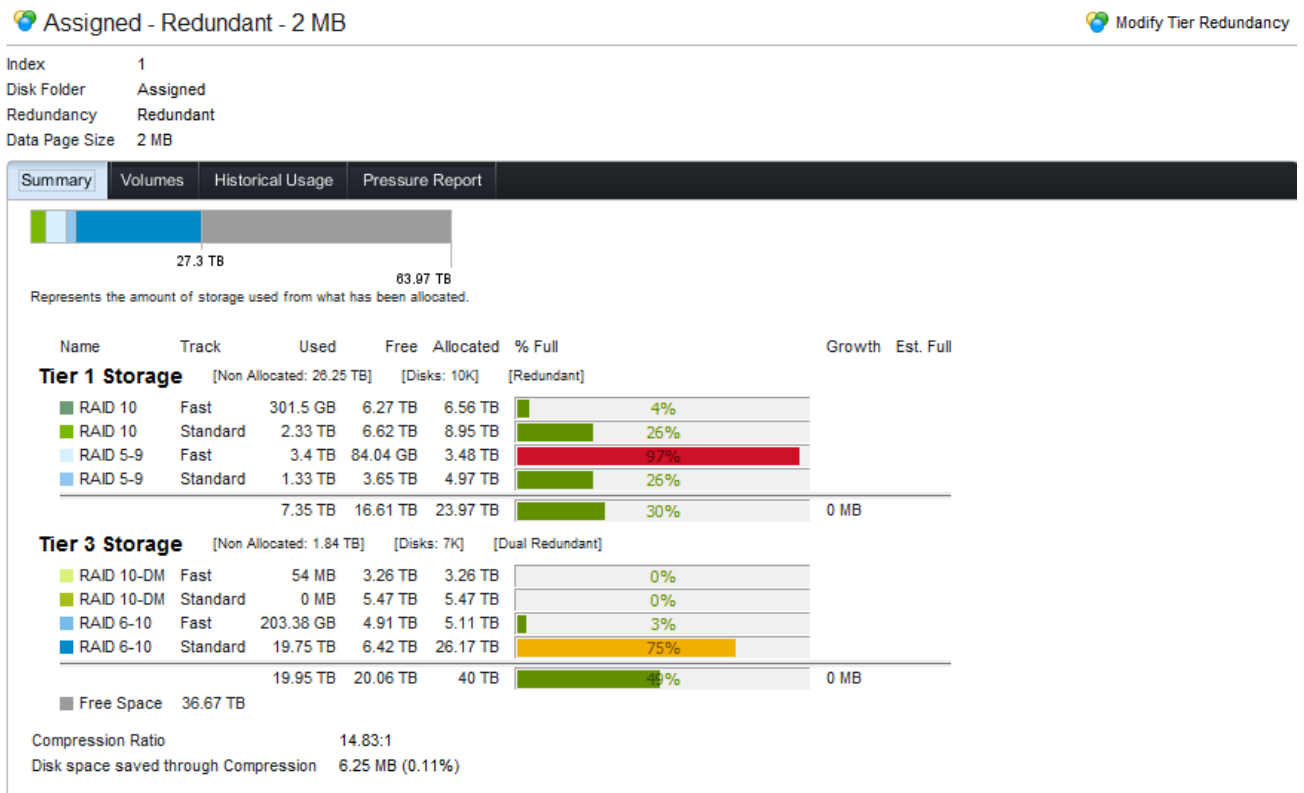 Assigned - Redundant - 2 MB Modify Tier Redundancy
Index 1
Disk Folder Assigned
Redundancy Redundant
Data Page Size 2 MB
Summary Volumes Historical Usage Pressure Report
27.3 TB
63.97 TB
Represents the amount of storage used from what has been allocated.
Name Track Used Free Allocated % Full Growth Est. Full
Tier 1 Storage [Non Allocated: 26.25 TB] [Disks: 10K] [Redundant]
RAID 10 Fast 301.5 GB 6.27 TB 6.56 TB 4%
RAID 10 Standard 2.33 TB 6.62 TB 8.95 TB 26%
RAID 5-9 Fast 3.4 TB 84.04 GB 3.48 TB 97%
RAID 5-9 Standard 1.33 TB 3.65 TB 4.97 TB 26%
7.35 TB 16.61 TB 23.97 TB 30% 0 MB
Tier 3 Storage [Non Allocated: 1.84 TB] [Disks: 7K] [Dual Redundant]
RAID 10-DM Fast 54 MB 3.26 TB 3.26 TB 0%
RAID 10-DM Standard 0 MB 5.47 TB 5.47 TB 0%
RAID 6-10 Fast 203.38 GB 4.91 TB 5.11 TB 3%
RAID 6-10 Standard 19.75 TB 6.42 TB 26.17 TB 75%
19.95 TB 20.06 TB 40 TB 49% 0 MB
Free Space 36.67 TB
Compression Ratio 14.83:1
Disk space saved through Compression 6.25 MB (0.11%)